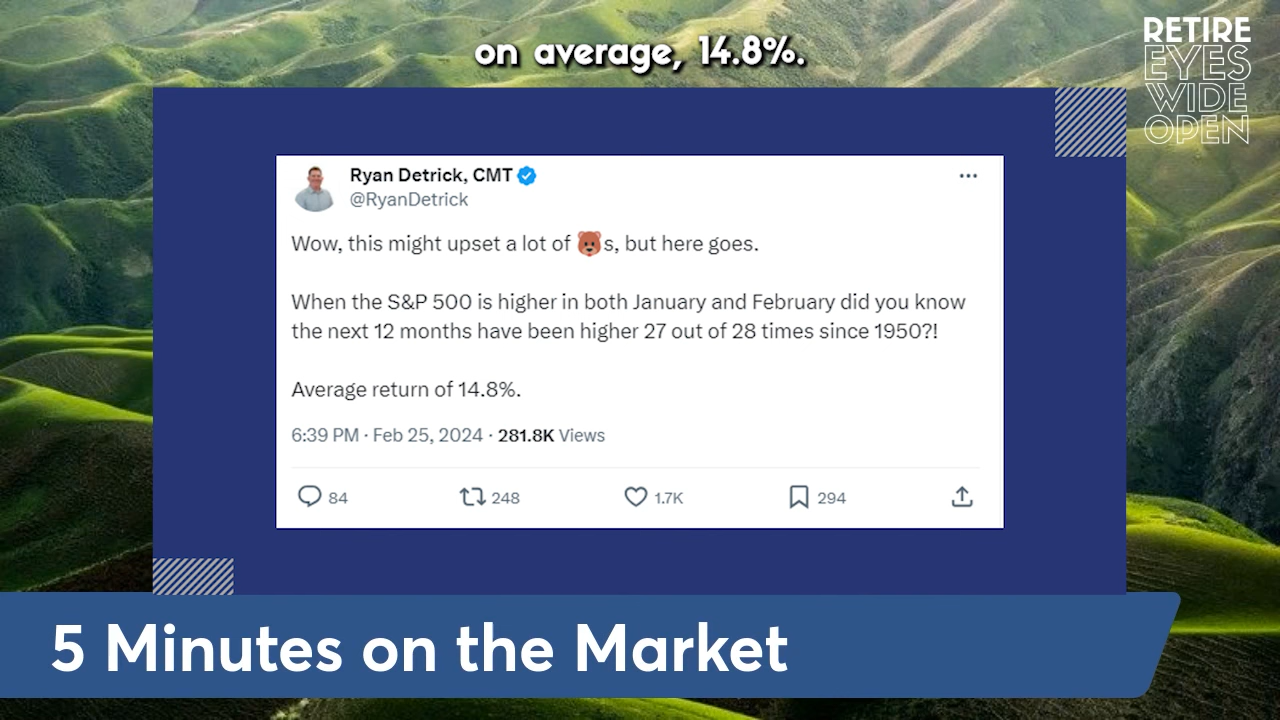 on average, 14.8%.
RETIRE
EYES
WIDE
OPEN
Ryan Detrick, CMT
@RyanDetrick
Wow, this might upset a lot of 🐻s, but here goes.
When the S&P 500 is higher in both January and February did you know
the next 12 months have been higher 27 out of 28 times since 1950?!
Average return of 14.8%.
6:39 PM · Feb 25, 2024 · 281.8K Views
84 248 1.7K 294
5 Minutes on the Market